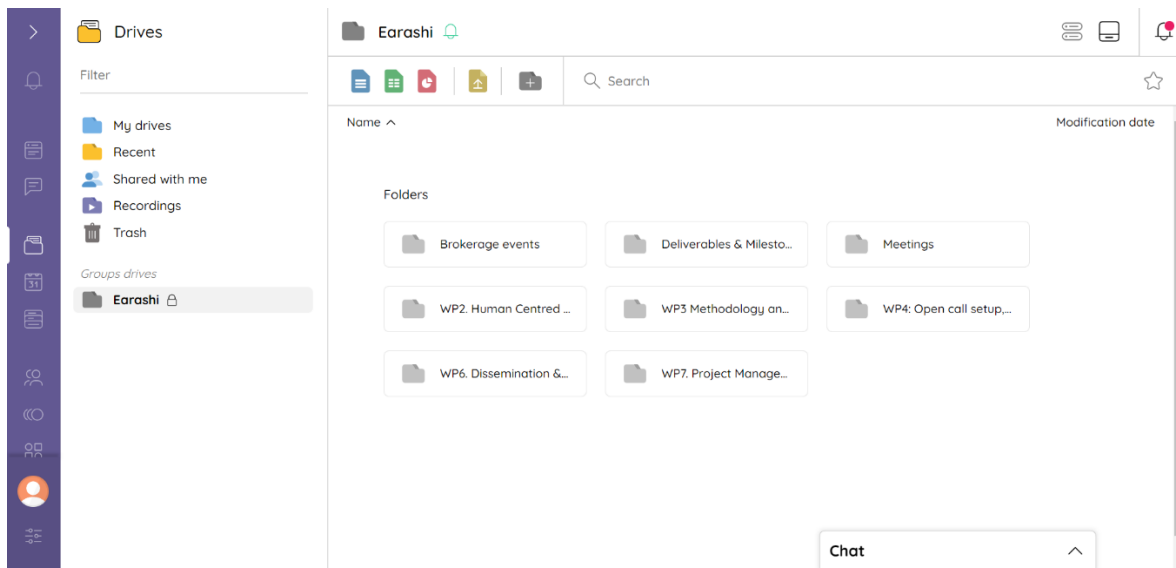 Drives
Filter
My drives
Recent
Shared with me
Recordings
Trash
Groups drives
Earashi
31
Earashi
Search
Name
Modification date
Folders
Brokerage events
Deliverables & Milesto...
Meetings
WP2. Human Centred ...
WP3 Methodology an...
WP4: Open call setup,...
WP6. Dissemination &...
WP7. Project Manage...
Chat